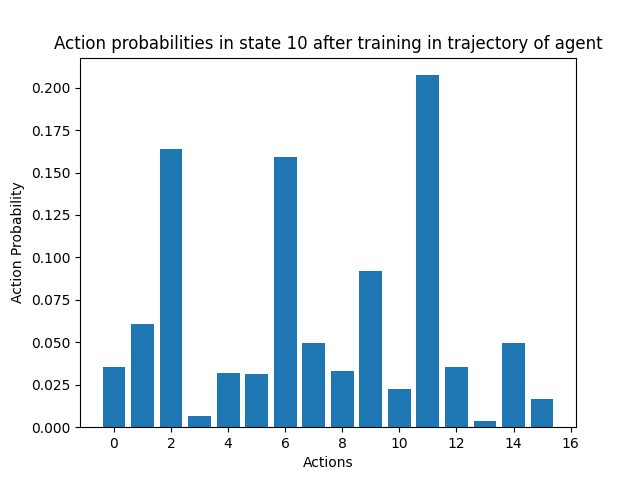 Action probabilities in state 10 after training in trajectory of agent
0.200
0.175
0.150
0.125
0.100
0.075
0.050
0.025
0.000
Action Probability
0 2 4 6 8 10 12 14 16
Actions